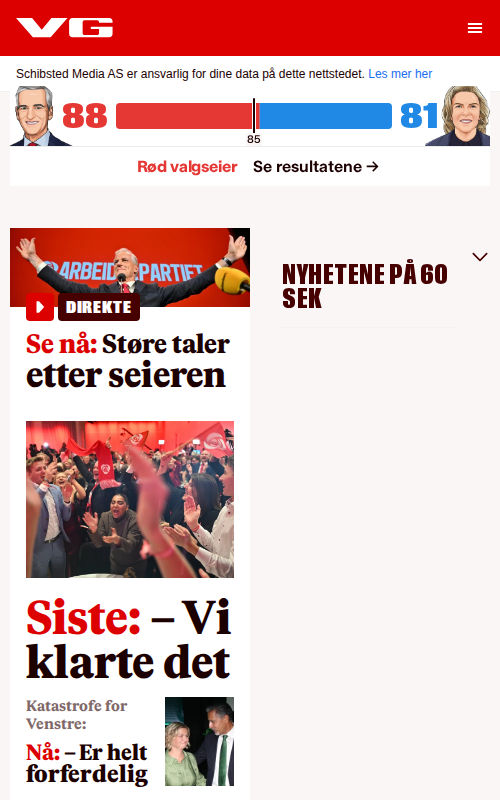 VG
Schibsted Media AS er ansvarlig for dine data på dette nettstedet. Les mer her
88
81
85
Rød valgseier Se resultatene →
ARBEIDERPARTIET
DIREKTE
Se nå: Støre taler
etter seieren
Siste: – Vi
klarte det
Katastrofe for
Venstre:
Nå: – Er helt
forferdelig
NYHETENE PÅ 60
SEK